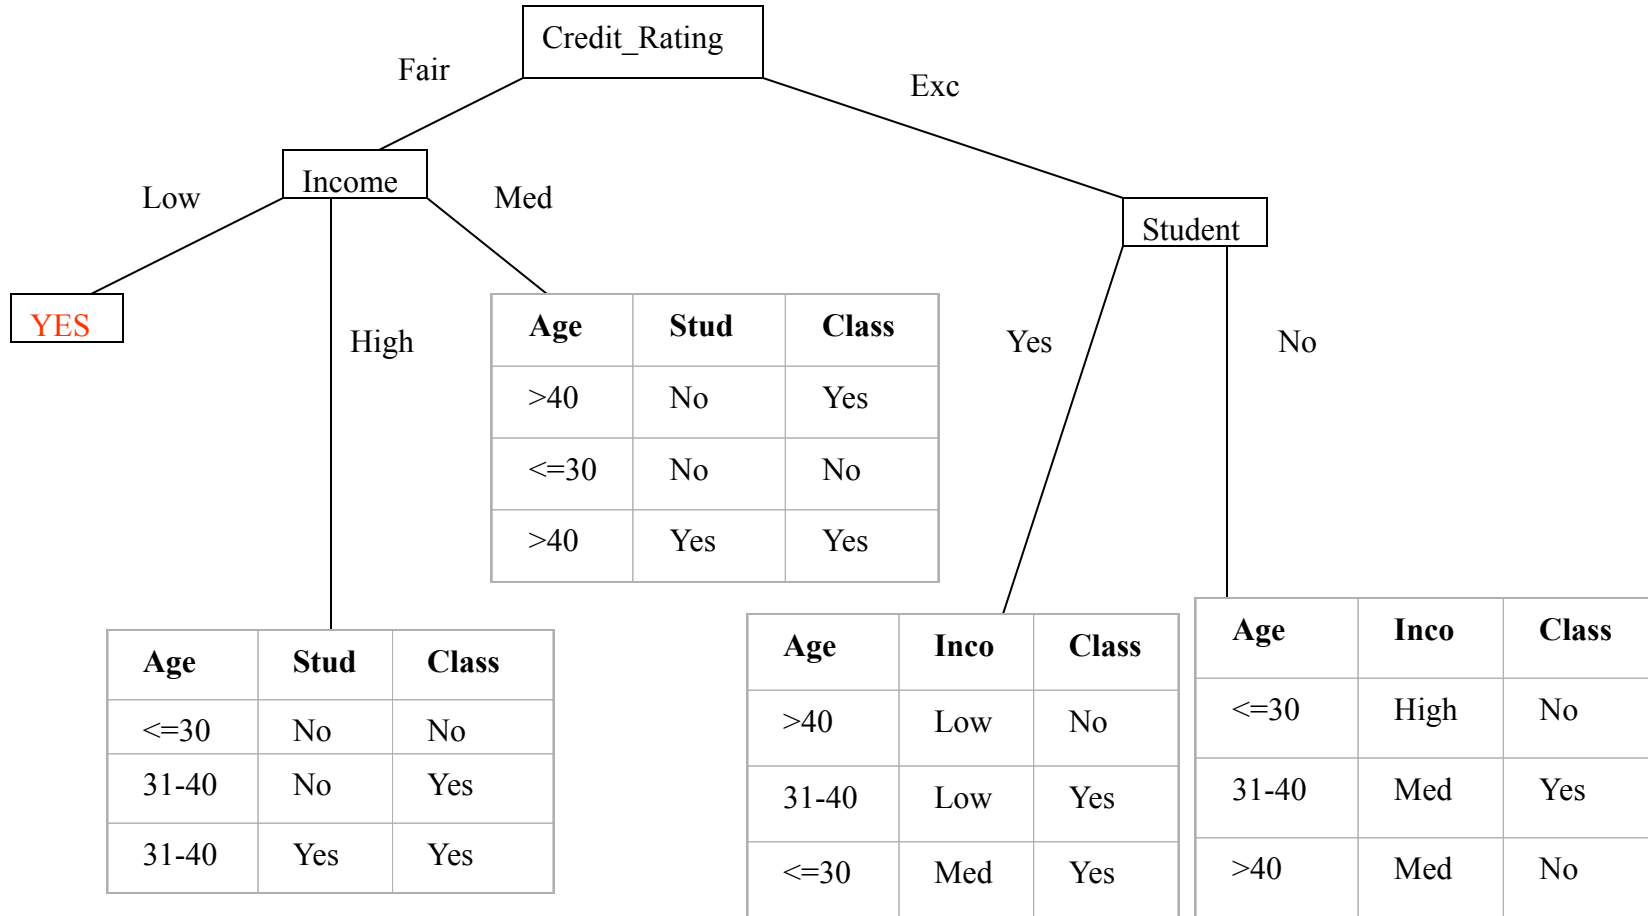 Credit_Rating
Fair
Exc
Income
Low
Med
Student
YES
High
Yes
No
Age Stud Class
>40 No Yes
<=30 No No
>40 Yes Yes
Age Stud Class
<=30 No No
31-40 No Yes
31-40 Yes Yes
Age Inco Class
>40 Low No
31-40 Low Yes
<=30 Med Yes
Age Inco Class
<=30 High No
31-40 Med Yes
>40 Med No